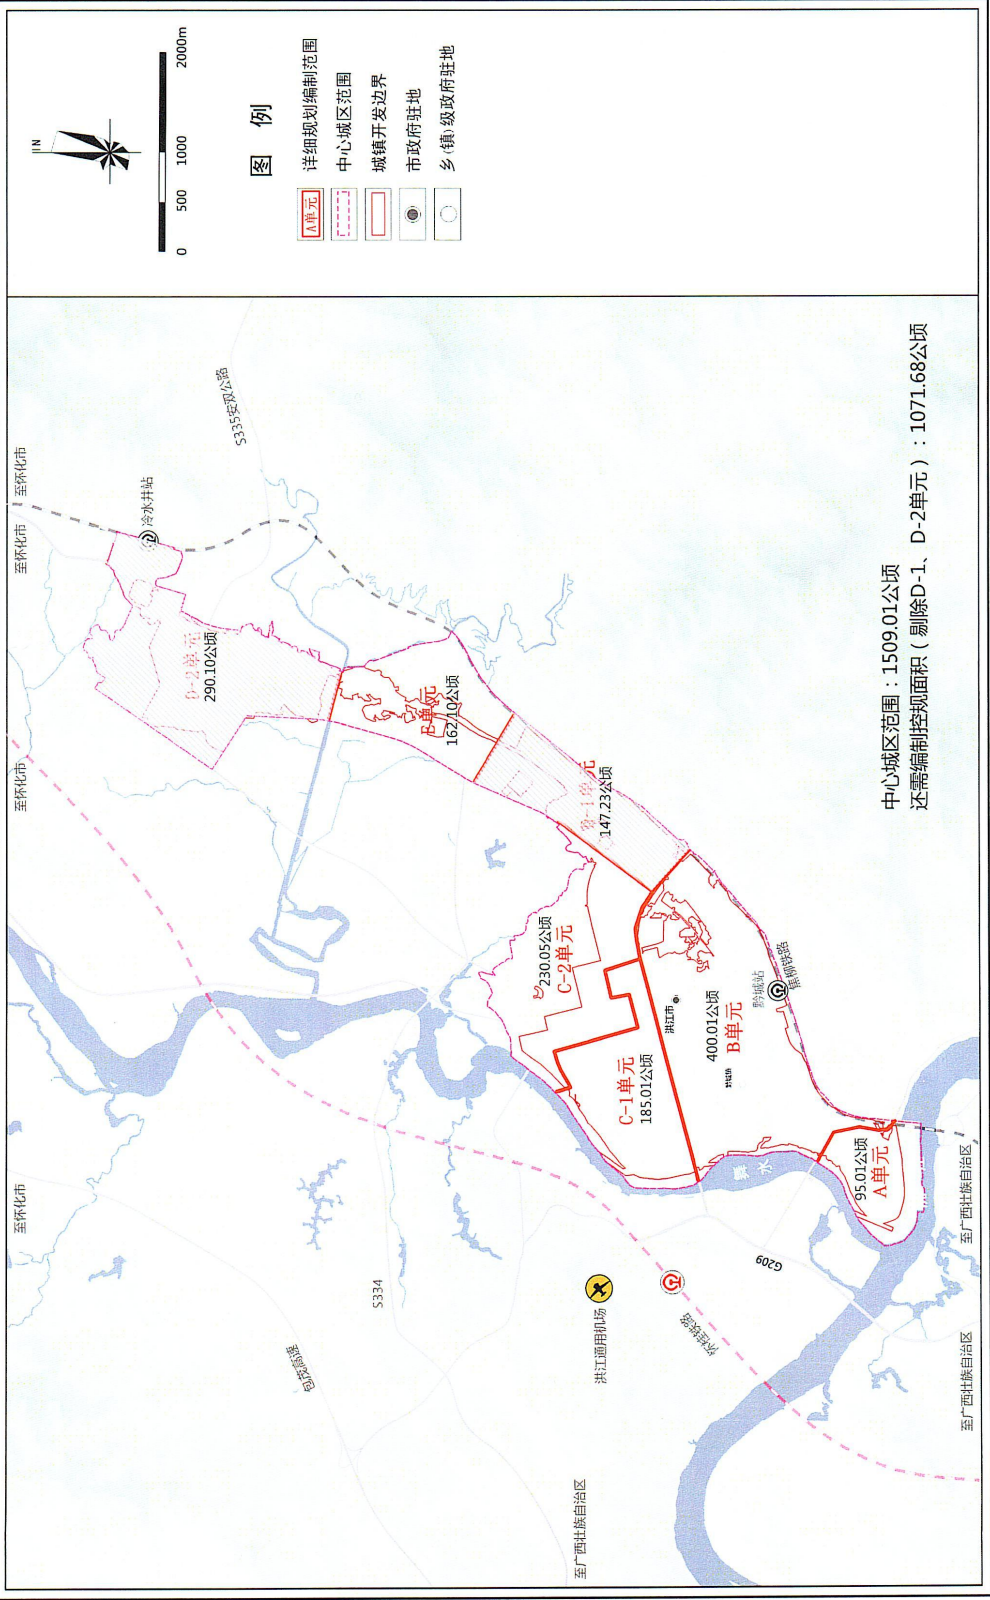 至怀化市
至怀化市
至怀化市
至怀化市
冷水井站
S335安双公路
D-2单元
290.10公顷
E单元
162.10公顷
D-1单元
147.23公顷
230.05公顷
C-2单元
C-1单元
185.01公顷
洪江市
400.01公顷
B单元
黔城镇
黔城站
焦柳铁路
95.01公顷
A单元
舞水
G209
S334
包茂高速
洪江通用机场
怀桂铁路
至广西壮族自治区
至广西壮族自治区
至广西壮族自治区
中心城区范围：1509.01公顷
还需编制控规面积（剔除D-1、D-2单元）：1071.68公顷
N
0 500 1000 2000m
图 例
A单元 详细规划编制范围
中心城区范围
城镇开发边界
市政府驻地
乡(镇)级政府驻地